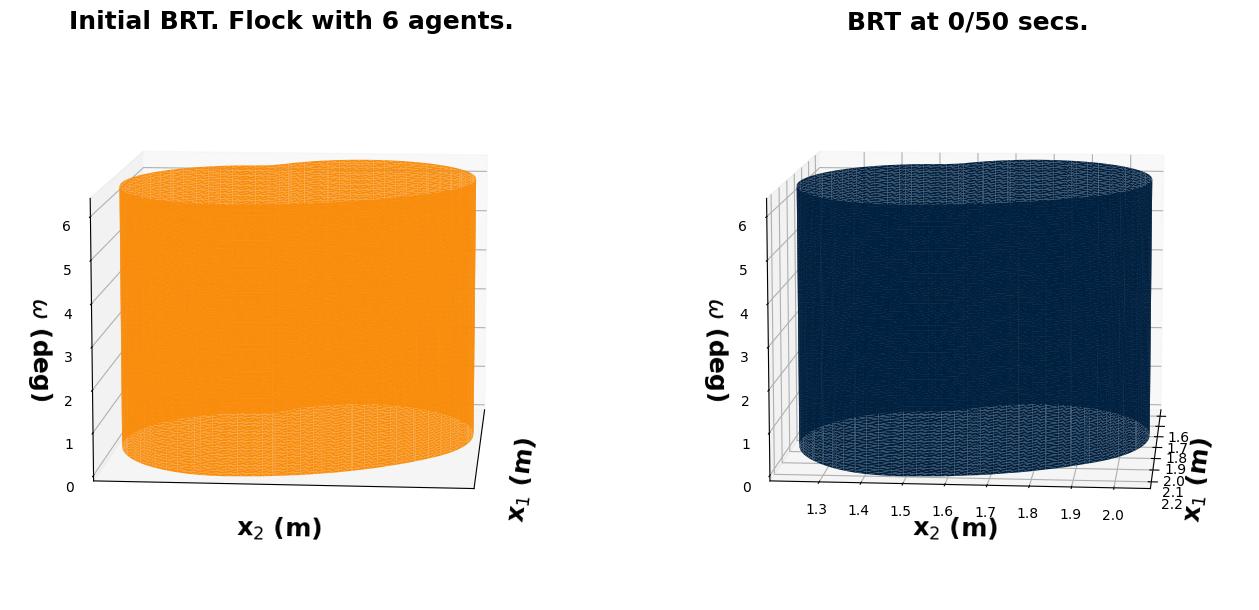 Initial BRT. Flock with 6 agents.
BRT at 0/50 secs.
6
5
4
3
2
1
0
ω (deg)
x₂ (m)
x₁ (m)
6
5
4
3
2
1
0
ω (deg)
1.3 1.4 1.5 1.6 1.7 1.8 1.9 2.0
x₂ (m)
1.6
1.7
1.8
1.9
2.0
2.1
2.2
x₁ (m)